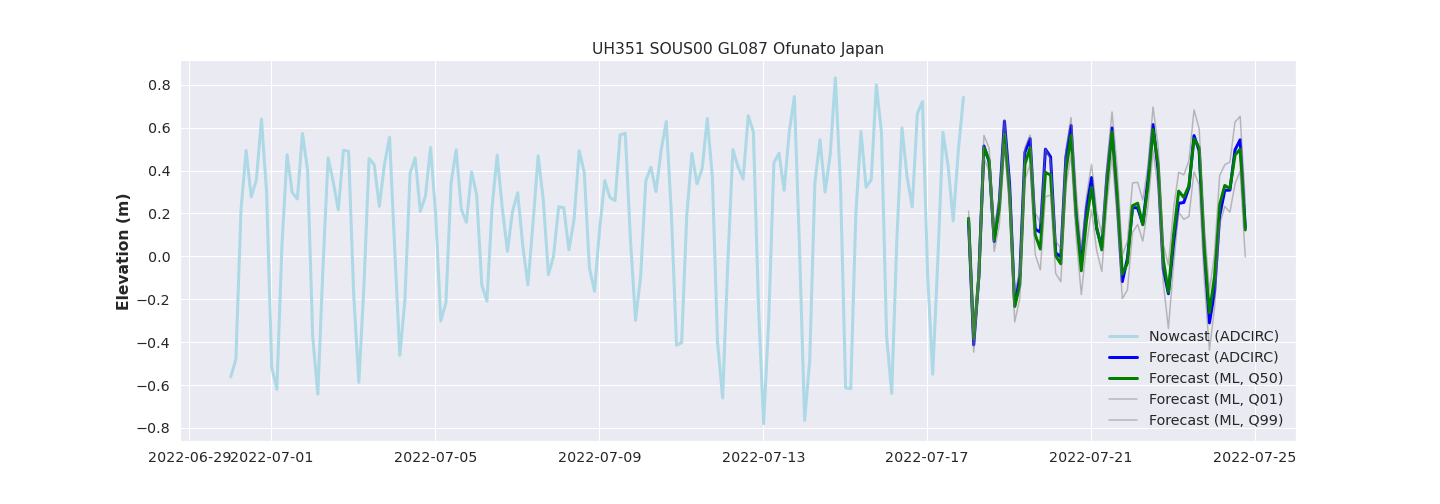 UH351 SOUS00 GL087 Ofunato Japan
Elevation (m)
0.8
0.6
0.4
0.2
0.0
−0.2
−0.4
−0.6
−0.8
Nowcast (ADCIRC)
Forecast (ADCIRC)
Forecast (ML, Q50)
Forecast (ML, Q01)
Forecast (ML, Q99)
2022-06-29 2022-07-01 2022-07-05 2022-07-09 2022-07-13 2022-07-17 2022-07-21 2022-07-25